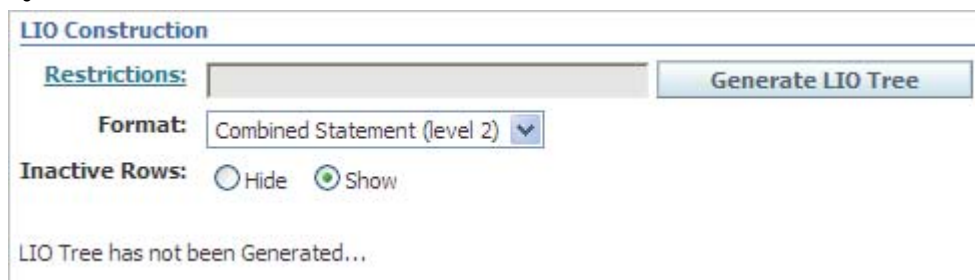 LIO Construction
Restrictions: Generate LIO Tree
Format: Combined Statement (level 2)
Inactive Rows: Hide Show
LIO Tree has not been Generated...